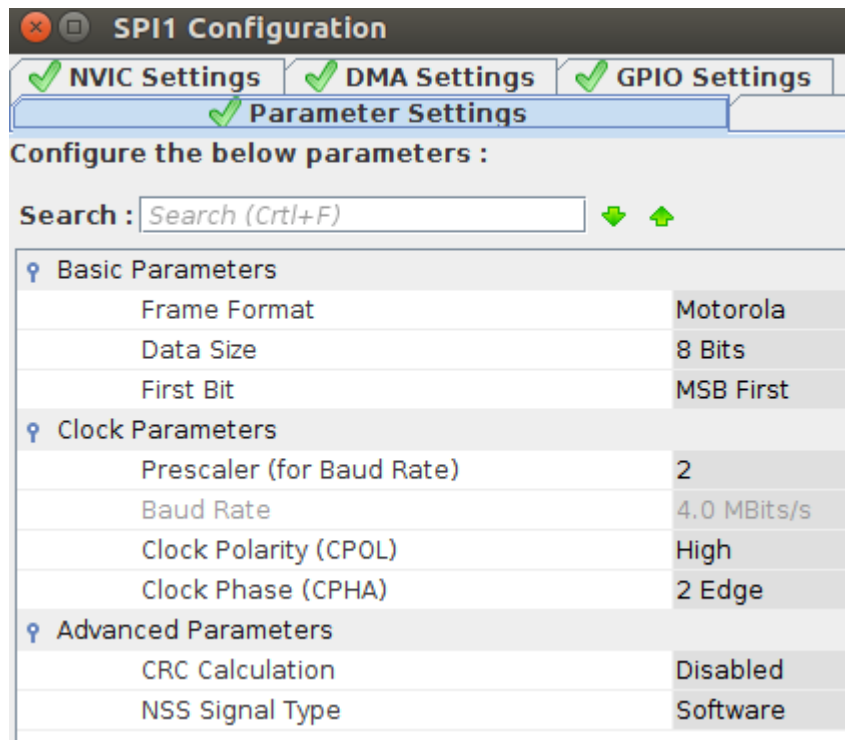 SPI1 Configuration
NVIC Settings DMA Settings GPIO Settings
Parameter Settings
Configure the below parameters :
Search : Search (Crtl+F)
Basic Parameters
Frame Format Motorola
Data Size 8 Bits
First Bit MSB First
Clock Parameters
Prescaler (for Baud Rate) 2
Baud Rate 4.0 MBits/s
Clock Polarity (CPOL) High
Clock Phase (CPHA) 2 Edge
Advanced Parameters
CRC Calculation Disabled
NSS Signal Type Software